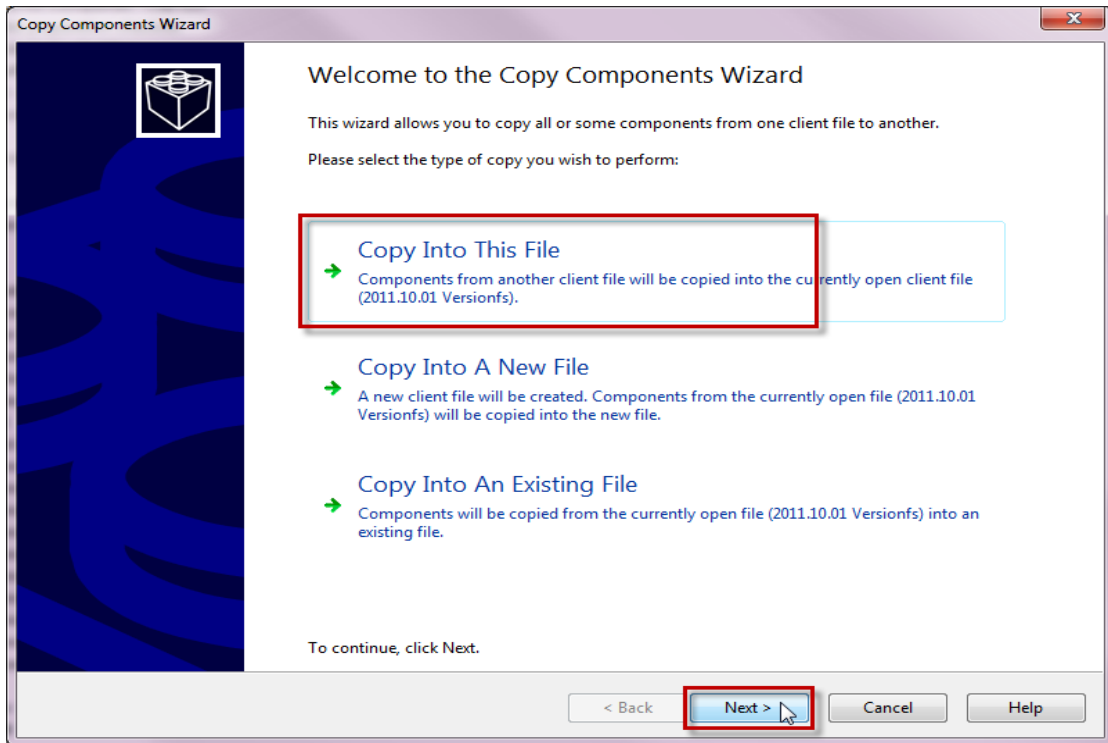 Copy Components Wizard
x
Welcome to the Copy Components Wizard
This wizard allows you to copy all or some components from one client file to another.
Please select the type of copy you wish to perform:
Copy Into This File
Components from another client file will be copied into the currently open client file
(2011.10.01 Versionfs).
Copy Into A New File
A new client file will be created. Components from the currently open file (2011.10.01
Versionfs) will be copied into the new file.
Copy Into An Existing File
Components will be copied from the currently open file (2011.10.01 Versionfs) into an
existing file.
To continue, click Next.
< Back Next > Cancel Help